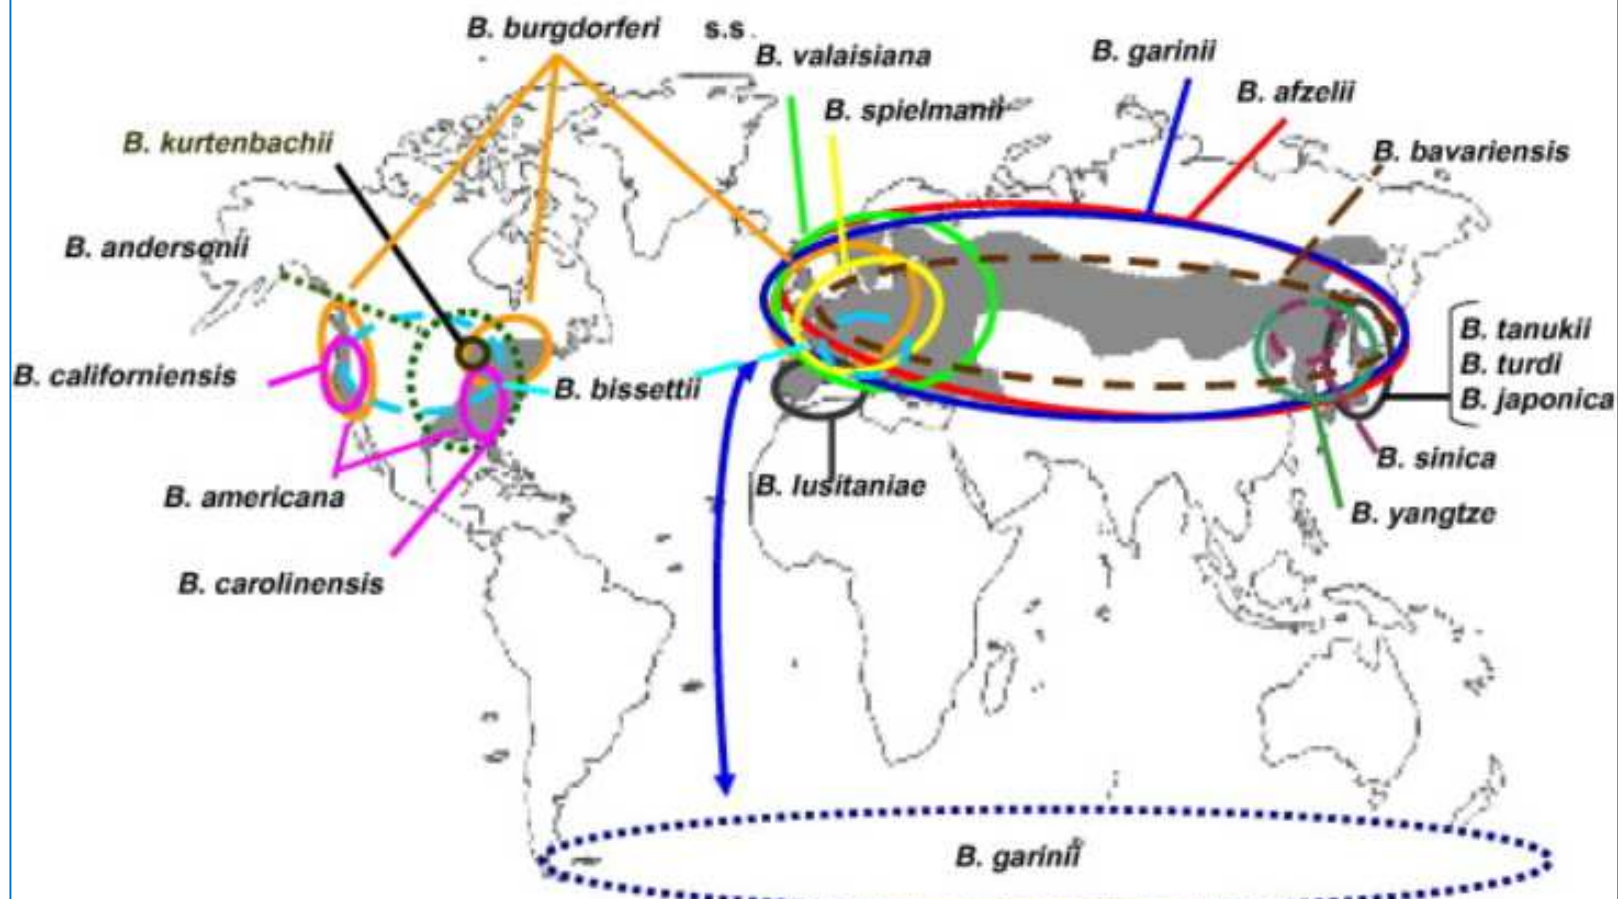 B. burgdorferi s.s.
B. valaisiana
B. garinii
B. spielmanii
B. afzelii
B. kurtenbachii
B. bavariensis
B. andersonii
B. tanukii
B. turdi
B. japonica
B. californiensis
B. bissettii
B. sinica
B. lusitaniae
B. americana
B. yangtze
B. carolinensis
B. garinii